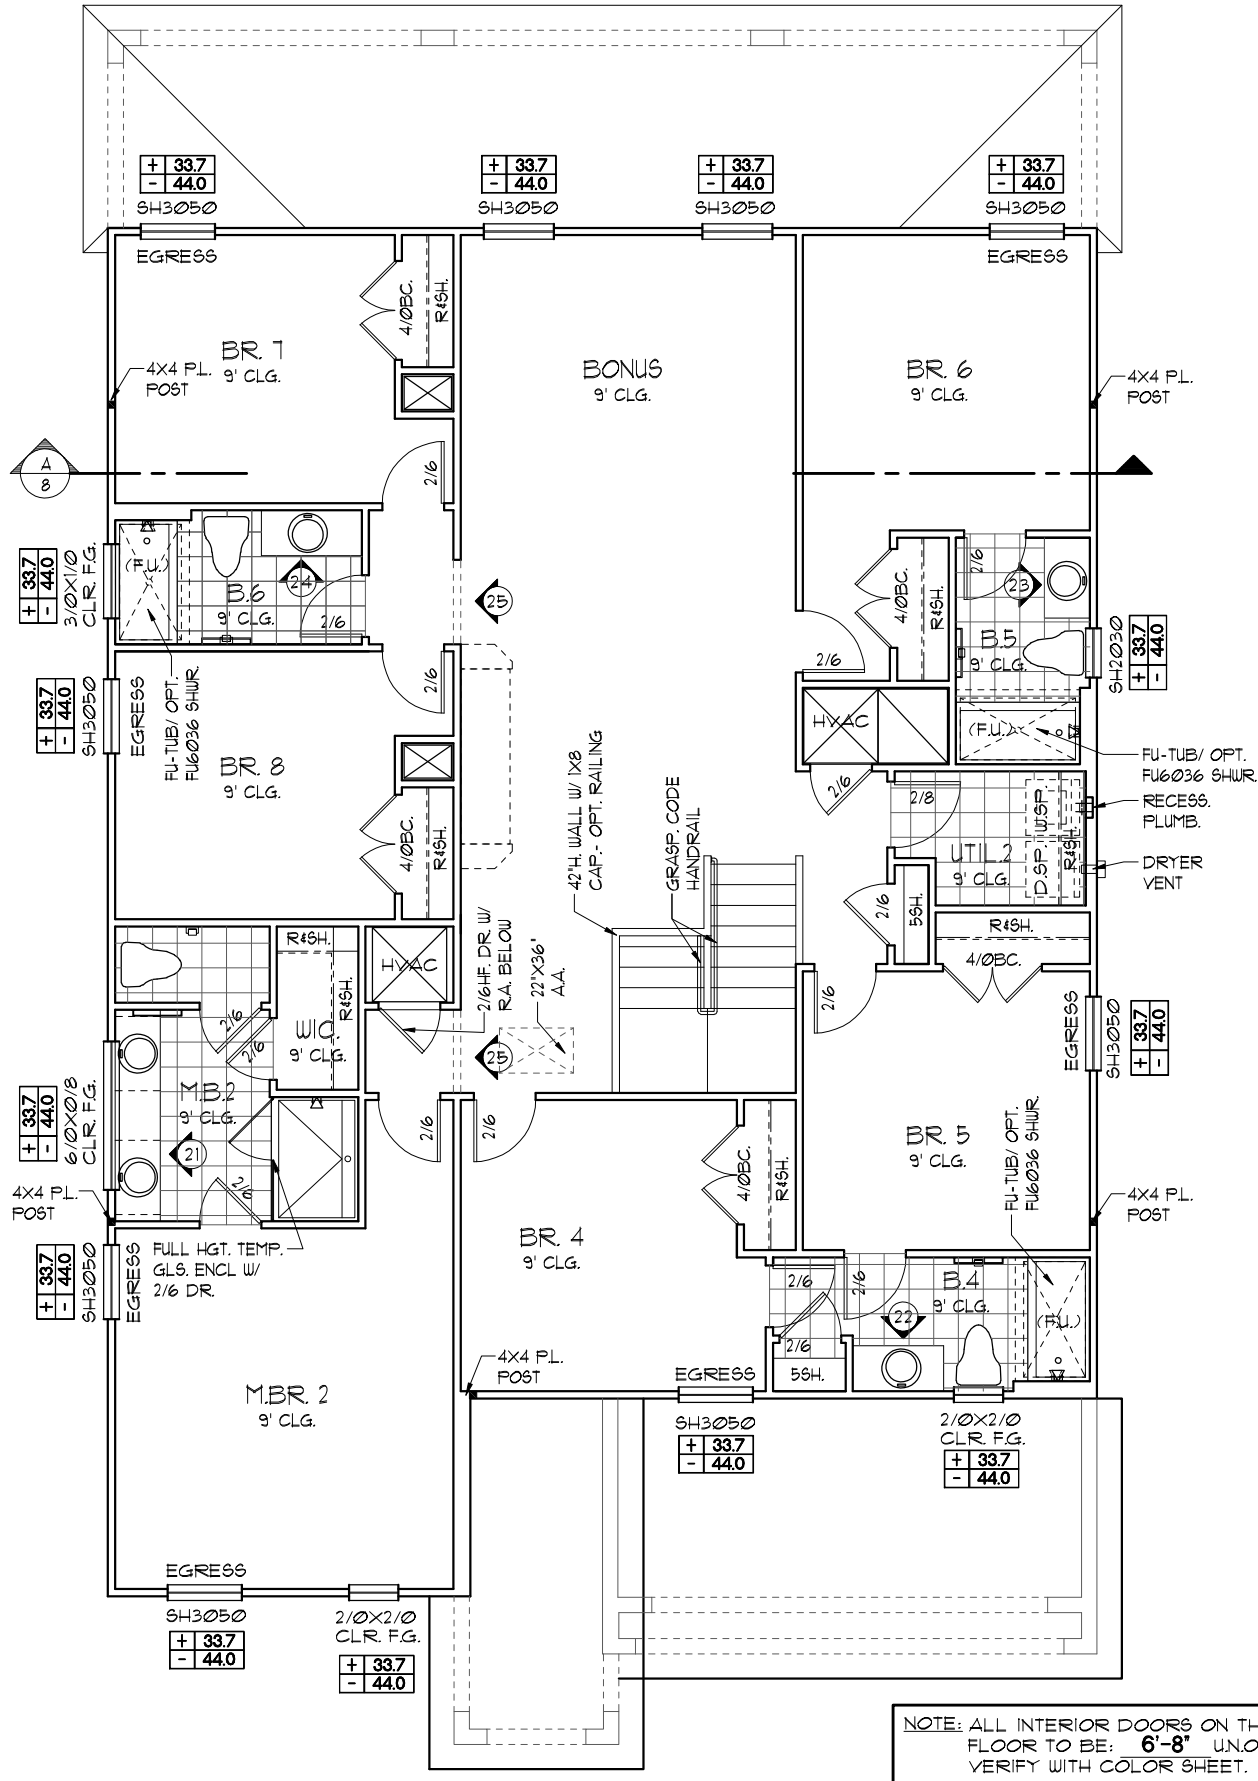 + 33.7
- 44.0
SH3050
EGRESS
+ 33.7
- 44.0
SH3050
+ 33.7
- 44.0
SH3050
+ 33.7
- 44.0
SH3050
EGRESS
BR. 7
9' CLG.
4/0BC.
R&SH.
4X4 P.L.
POST
BONUS
9' CLG.
BR. 6
9' CLG.
4X4 P.L.
POST
A
8
2/6
+ 33.7
- 44.0
3/0X1/0
CLR. F.G.
(F.U.)
B.6
9' CLG.
24
2/6
25
4/0BC.
R&SH.
2/6
23
B.5
9' CLG.
SH2030
+ 33.7
- 44.0
2/6
2/6
+ 33.7
- 44.0
SH3050
EGRESS
FU-TUB/ OPT.
FU6036 SHWR.
BR. 8
9' CLG.
4/0BC.
R&SH.
HVAC
(F.U.)
FU-TUB/ OPT.
FU6036 SHWR.
2/6
2/8
W.SP.
D.SP.
R&SH.
RECESS.
PLUMB.
UTIL.2
9' CLG.
DRYER
VENT
42"H. WALL W/ 1X8
CAP.- OPT. RAILING
GRASP. CODE
HANDRAIL
2/6
5SH.
R&SH.
4/0BC.
R&SH.
R&SH.
HVAC
2/6HF. DR. W/
R.A. BELOW
22"X36"
A.A.
2/6
2/6
2/6
W.I.C.
9' CLG.
25
EGRESS
SH3050
+ 33.7
- 44.0
+ 33.7
- 44.0
6/0X0/8
CLR. F.G.
M.B.2
9' CLG.
21
2/6
2/6
2/6
4/0BC.
R&SH.
BR. 5
9' CLG.
FU-TUB/ OPT.
FU6036 SHWR.
4X4 P.L.
POST
4X4 P.L.
POST
+ 33.7
- 44.0
SH3050
EGRESS
FULL HGT. TEMP.
GLS. ENCL W/
2/6 DR.
BR. 4
9' CLG.
2/6
2/6
B.4
9' CLG.
22
(F.U.)
2/6
5SH.
4X4 P.L.
POST
EGRESS
M.BR. 2
9' CLG.
SH3050
+ 33.7
- 44.0
2/0X2/0
CLR. F.G.
+ 33.7
- 44.0
EGRESS
SH3050
+ 33.7
- 44.0
2/0X2/0
CLR. F.G.
+ 33.7
- 44.0
NOTE: ALL INTERIOR DOORS ON TH
FLOOR TO BE: 6'-8" U.N.O
VERIFY WITH COLOR SHEET.